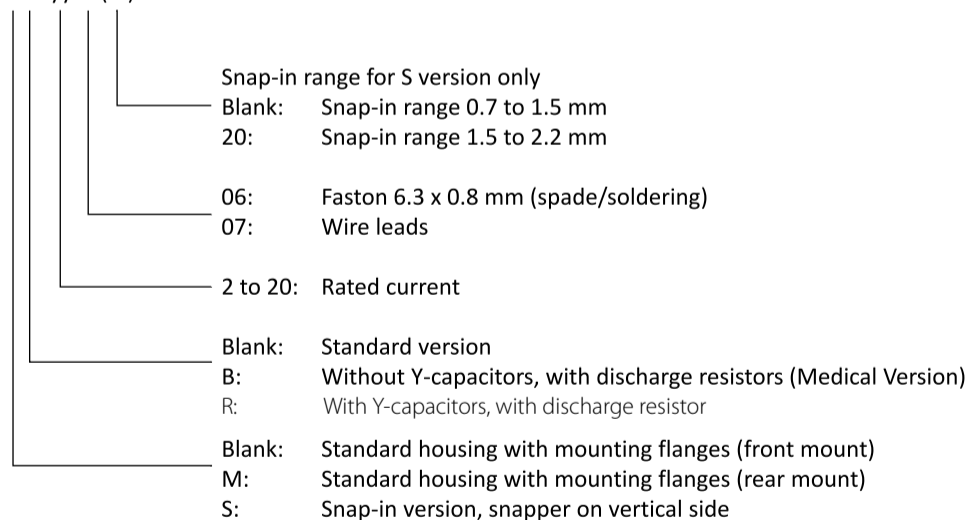 Snap-in range for S version only
Blank: Snap-in range 0.7 to 1.5 mm
20: Snap-in range 1.5 to 2.2 mm
06: Faston 6.3 x 0.8 mm (spade/soldering)
07: Wire leads
2 to 20: Rated current
Blank: Standard version
B: Without Y-capacitors, with discharge resistors (Medical Version)
R: With Y-capacitors, with discharge resistor
Blank: Standard housing with mounting flanges (front mount)
M: Standard housing with mounting flanges (rear mount)
S: Snap-in version, snapper on vertical side